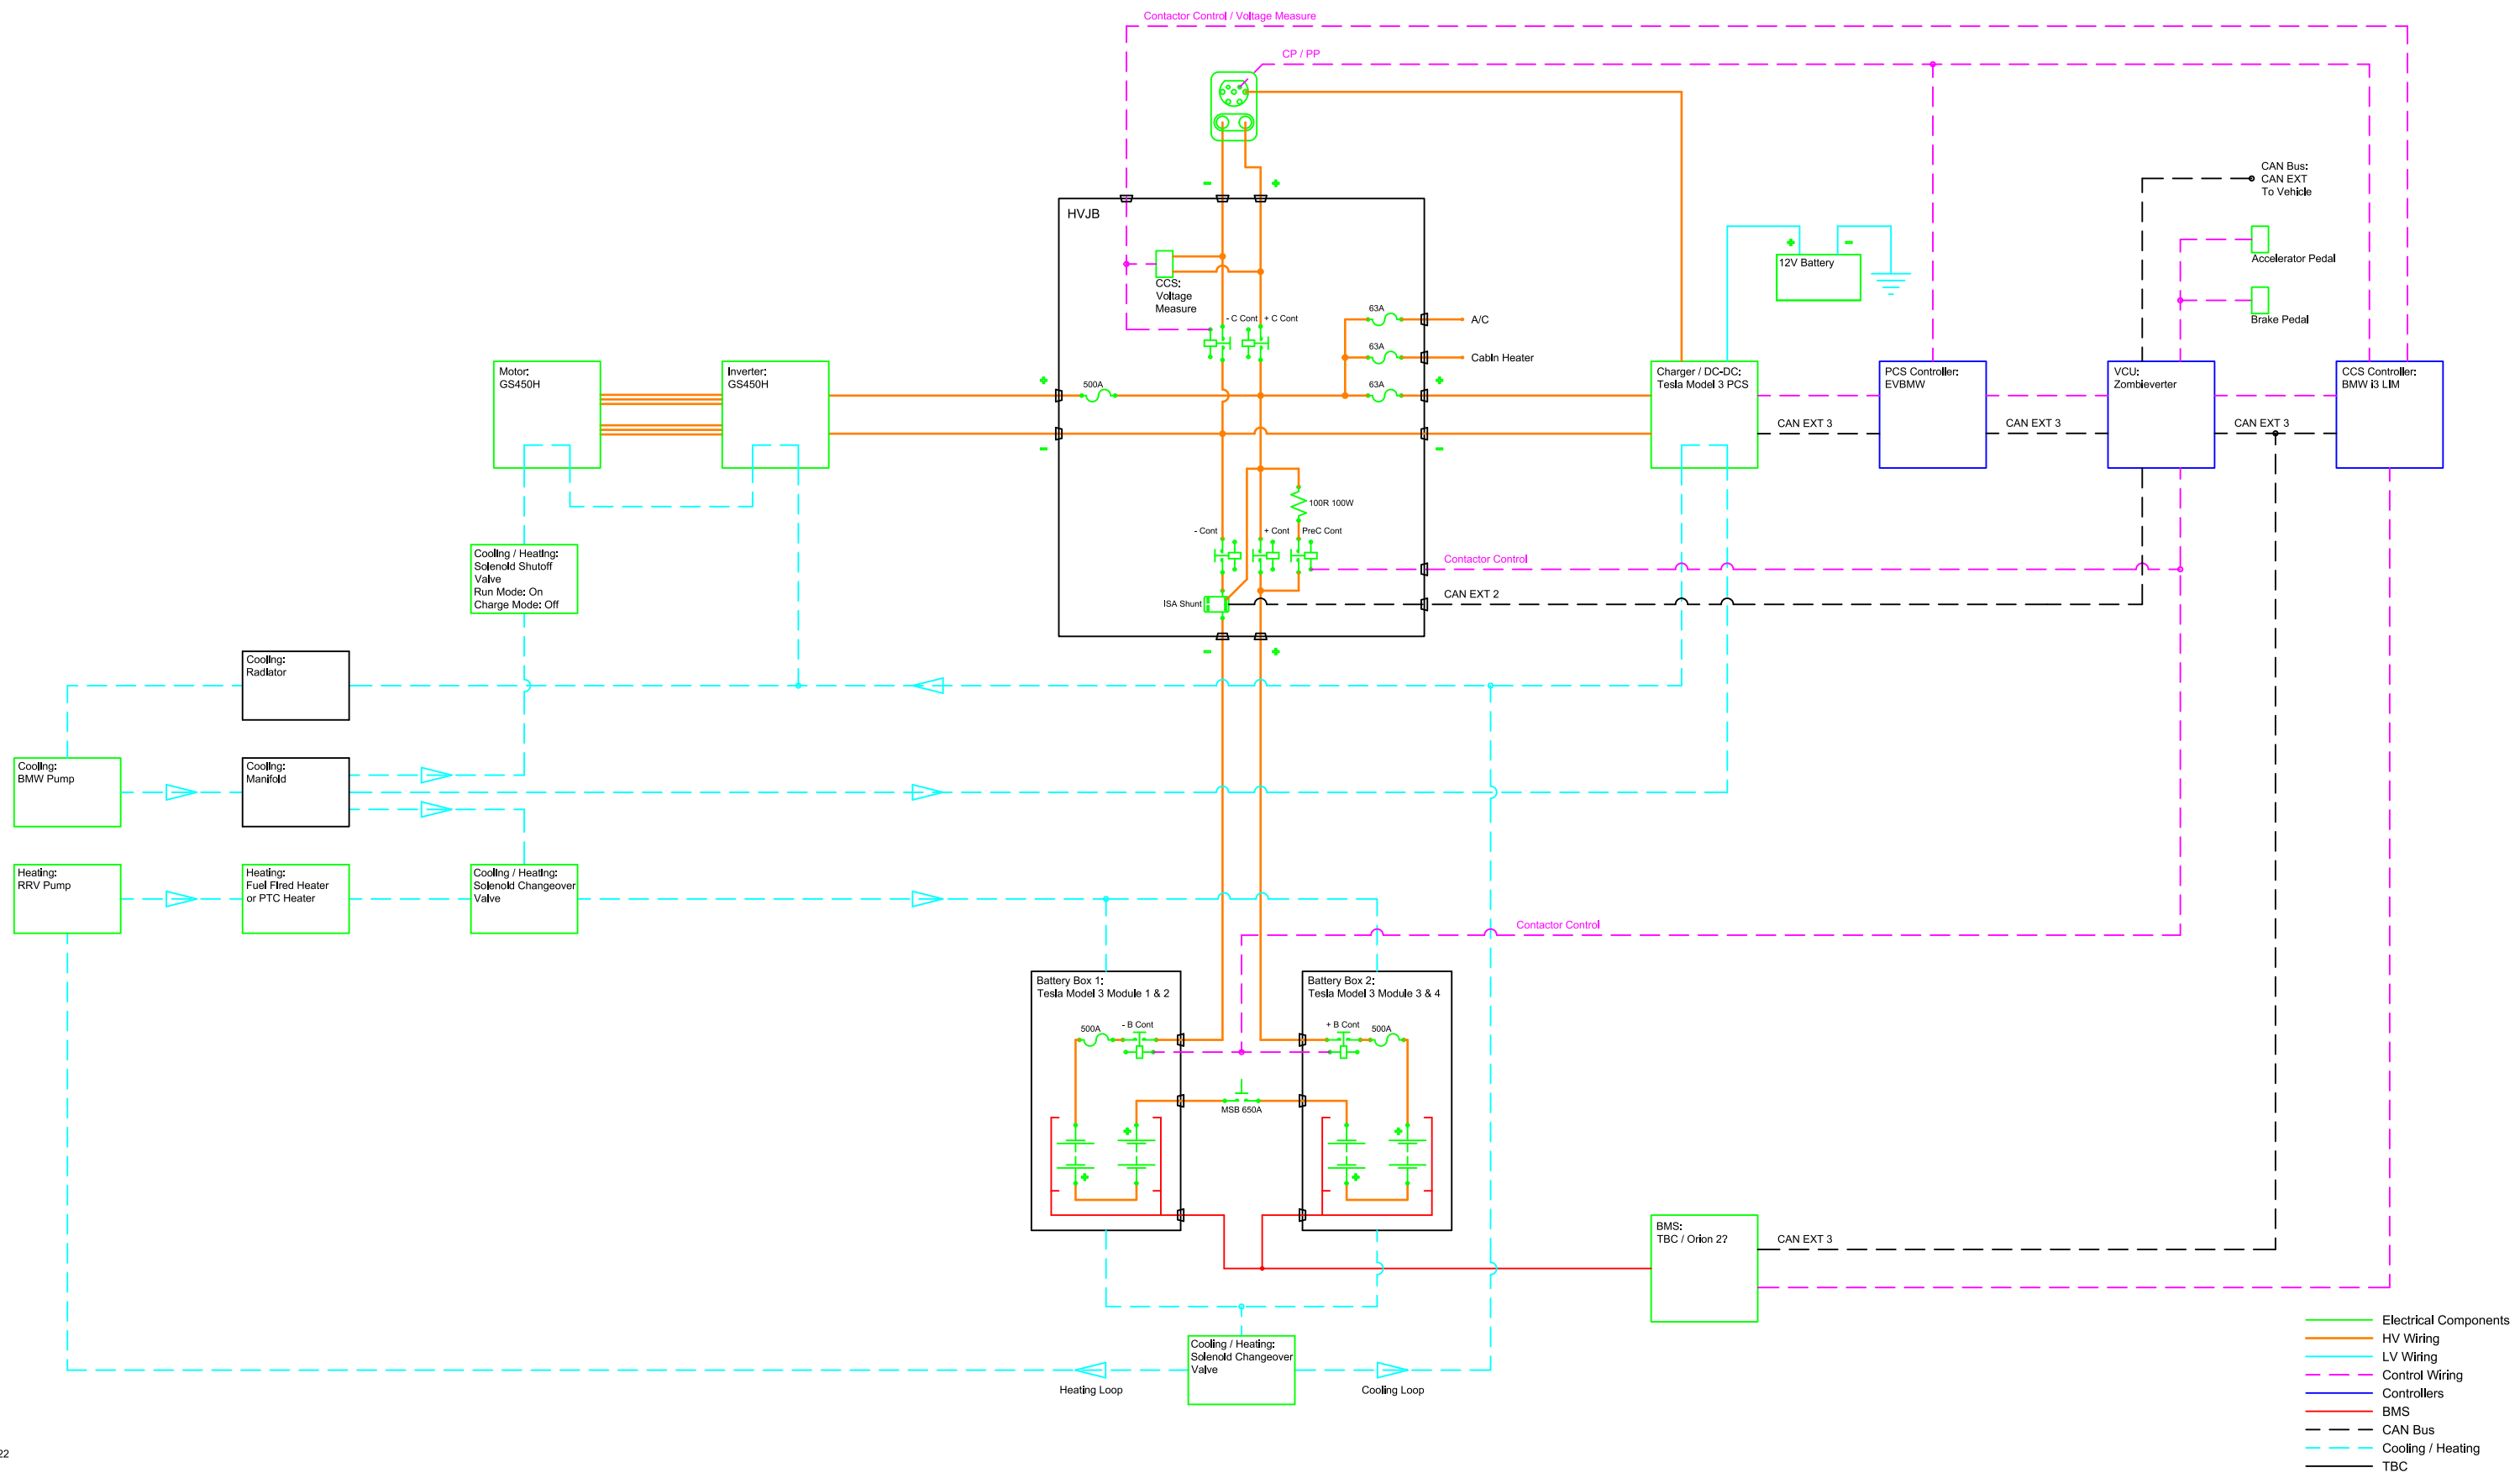 Contactor Control / Voltage Measure
CP / PP
CAN Bus:
CAN EXT
To Vehicle
HVJB
Accelerator Pedal
12V Battery
CCS:
Voltage
Measure
Brake Pedal
- C Cont
+ C Cont
63A
A/C
63A
Cabin Heater
Motor:
GS450H
Inverter:
GS450H
500A
63A
Charger / DC-DC:
Tesla Model 3 PCS
PCS Controller:
EVBMW
VCU:
Zombieverter
CCS Controller:
BMW i3 LIM
CAN EXT 3
CAN EXT 3
CAN EXT 3
100R 100W
- Cont
+ Cont
PreC Cont
Cooling / Heating:
Solenoid Shutoff
Valve
Run Mode: On
Charge Mode: Off
Contactor Control
ISA Shunt
CAN EXT 2
Cooling:
Radiator
Cooling:
BMW Pump
Cooling:
Manifold
Heating:
RRV Pump
Heating:
Fuel Fired Heater
or PTC Heater
Cooling / Heating:
Solenoid Changeover
Valve
Contactor Control
Battery Box 1:
Tesla Model 3 Module 1 & 2
Battery Box 2:
Tesla Model 3 Module 3 & 4
500A
- B Cont
+ B Cont
500A
MSB 650A
BMS:
TBC / Orion 2?
CAN EXT 3
Cooling / Heating:
Solenoid Changeover
Valve
Heating Loop
Cooling Loop
Electrical Components
HV Wiring
LV Wiring
Control Wiring
Controllers
BMS
CAN Bus
Cooling / Heating
TBC
22